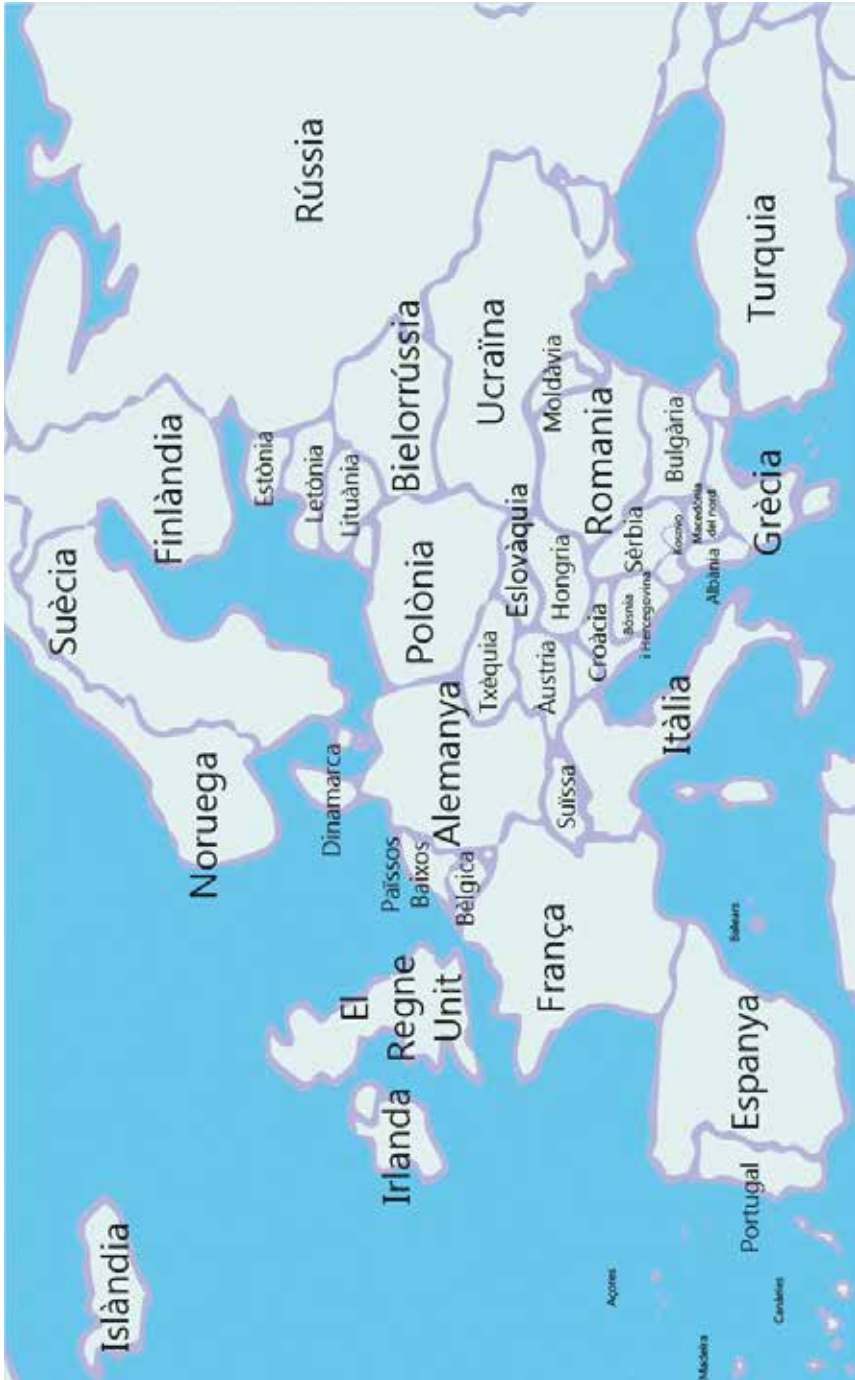 Islàndia
Noruega
Suècia
Finlàndia
Rússia
Estònia
Letònia
Lituània
Dinamarca
Irlanda
El
Regne
Unit
Països
Baixos
Bèlgica
Alemanya
Polònia
Bielorrússia
Txèquia
Eslovàquia
Ucraïna
França
Suïssa
Àustria
Hongria
Moldàvia
Romania
Croàcia
Bòsnia
i Hercegovina
Sèrbia
Kosovo
Bulgària
Macedònia
del nord
Albània
Itàlia
Grècia
Turquia
Portugal
Espanya
Balears
Açores
Madeira
Canàries